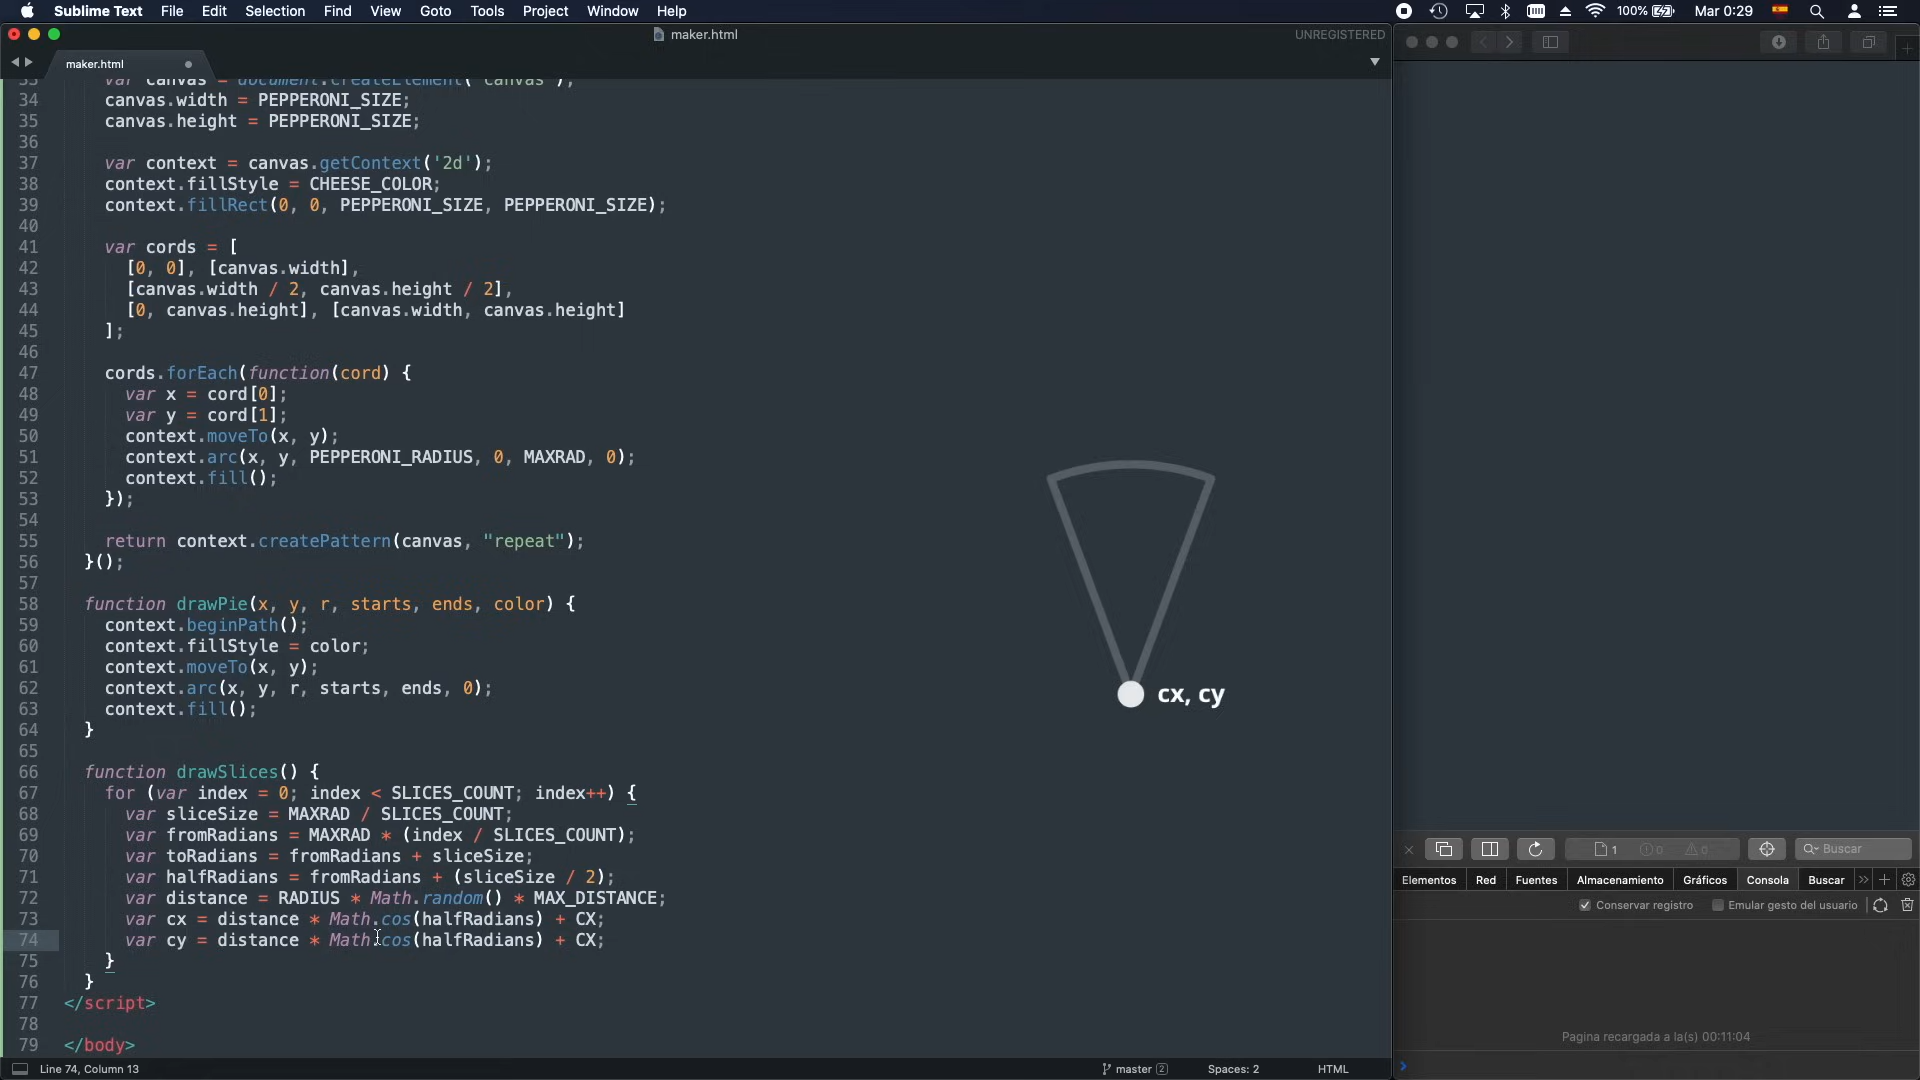 Sublime Text File Edit Selection Find View Goto Tools Project Window Help 100% Mar 0:29
maker.html UNREGISTERED
maker.html
33 var canvas = document.createElement("canvas");
34 canvas.width = PEPPERONI_SIZE;
35 canvas.height = PEPPERONI_SIZE;
36
37 var context = canvas.getContext('2d');
38 context.fillStyle = CHEESE_COLOR;
39 context.fillRect(0, 0, PEPPERONI_SIZE, PEPPERONI_SIZE);
40
41 var cords = [
42 [0, 0], [canvas.width],
43 [canvas.width / 2, canvas.height / 2],
44 [0, canvas.height], [canvas.width, canvas.height]
45 ];
46
47 cords.forEach(function(cord) {
48 var x = cord[0];
49 var y = cord[1];
50 context.moveTo(x, y);
51 context.arc(x, y, PEPPERONI_RADIUS, 0, MAXRAD, 0);
52 context.fill();
53 });
54
55 return context.createPattern(canvas, "repeat");
56 }();
57
58 function drawPie(x, y, r, starts, ends, color) {
59 context.beginPath();
60 context.fillStyle = color;
61 context.moveTo(x, y);
62 context.arc(x, y, r, starts, ends, 0);
63 context.fill();
64 }
65
66 function drawSlices() {
67 for (var index = 0; index < SLICES_COUNT; index++) {
68 var sliceSize = MAXRAD / SLICES_COUNT;
69 var fromRadians = MAXRAD * (index / SLICES_COUNT);
70 var toRadians = fromRadians + sliceSize;
71 var halfRadians = fromRadians + (sliceSize / 2);
72 var distance = RADIUS * Math.random() * MAX_DISTANCE;
73 var cx = distance * Math.cos(halfRadians) + CX;
74 var cy = distance * Math.cos(halfRadians) + CX;
75 }
76 }
77 </script>
78
79 </body>
cx, cy
Line 74, Column 13 master 2 Spaces: 2 HTML
1 0 0 Buscar
Elementos Red Fuentes Almacenamiento Gráficos Consola Buscar
Conservar registro Emular gesto del usuario
Pagina recargada a la(s) 00:11:04